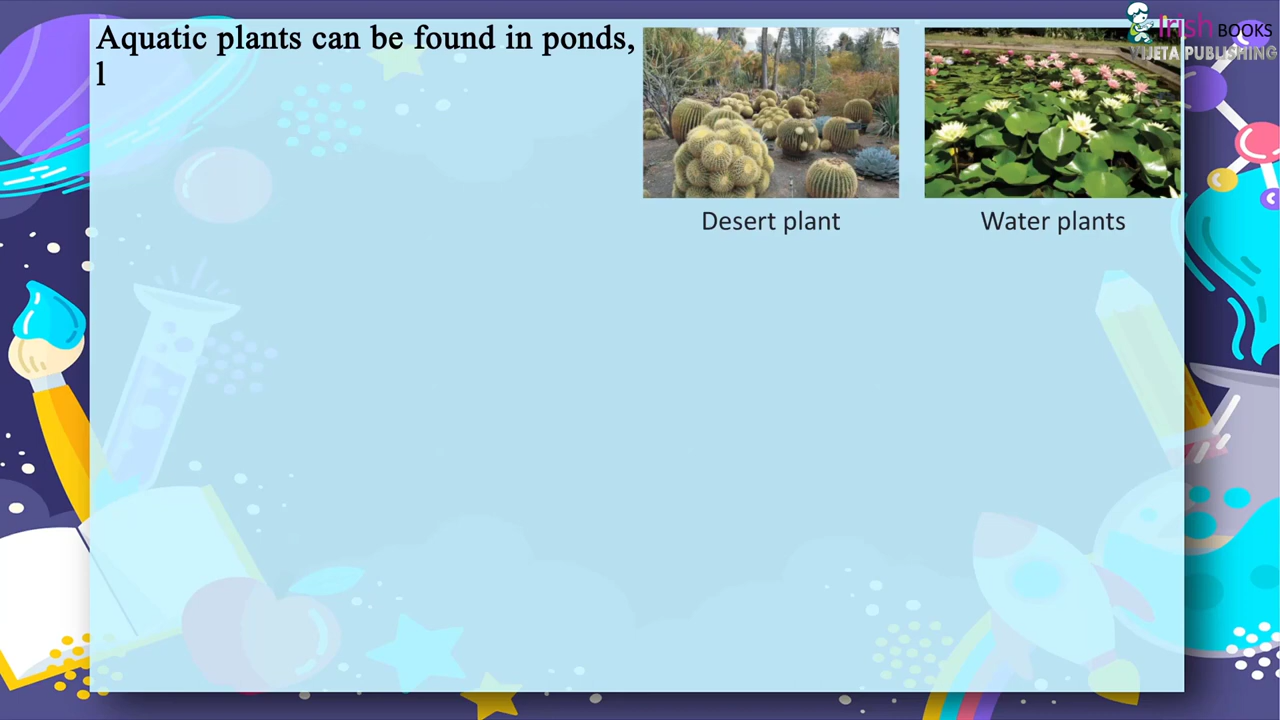 Aquatic plants can be found in ponds,
l
Desert plant
Water plants
Irish BOOKS
VIJETA PUBLISHING